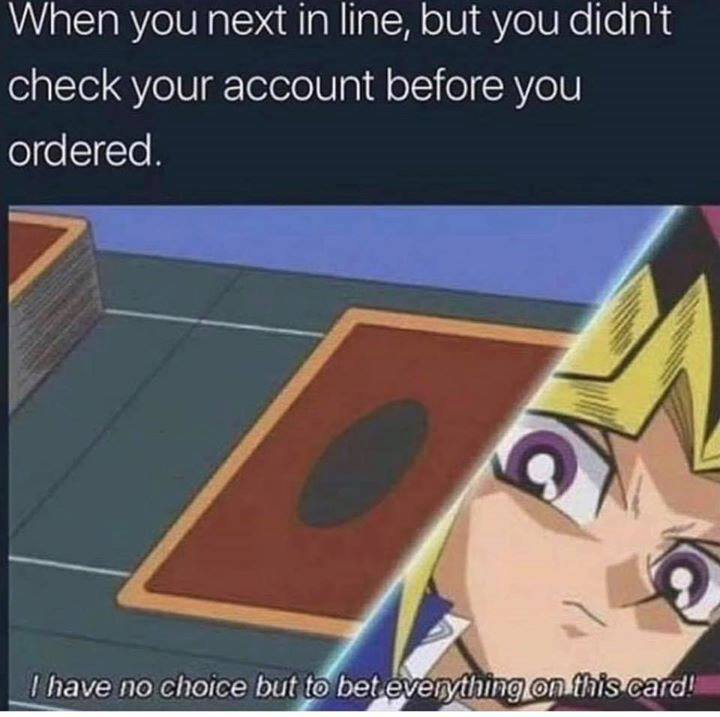 When you next in line, but you didn't
check your account before you
ordered.
I have no choice but to bet everything on this card!